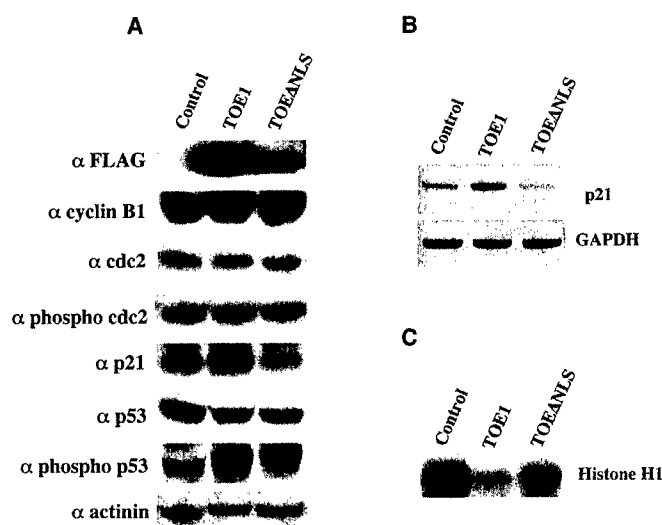 A
Control
TOE1
TOEΔNLS
α FLAG
α cyclin B1
α cdc2
α phospho cdc2
α p21
α p53
α phospho p53
α actinin
B
Control
TOE1
TOEΔNLS
p21
GAPDH
C
Control
TOE1
TOEΔNLS
Histone H1